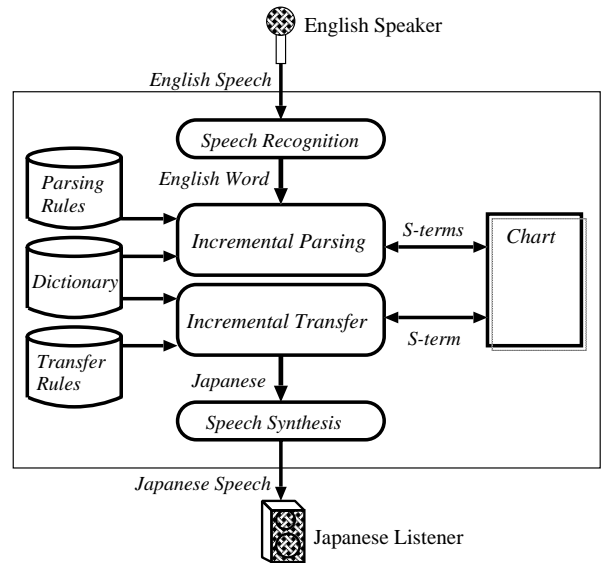 English Speaker
English Speech
Speech Recognition
English Word
Parsing
Rules
Incremental Parsing
S-terms
Chart
Dictionary
Incremental Transfer
S-term
Transfer
Rules
Japanese
Speech Synthesis
Japanese Speech
Japanese Listener